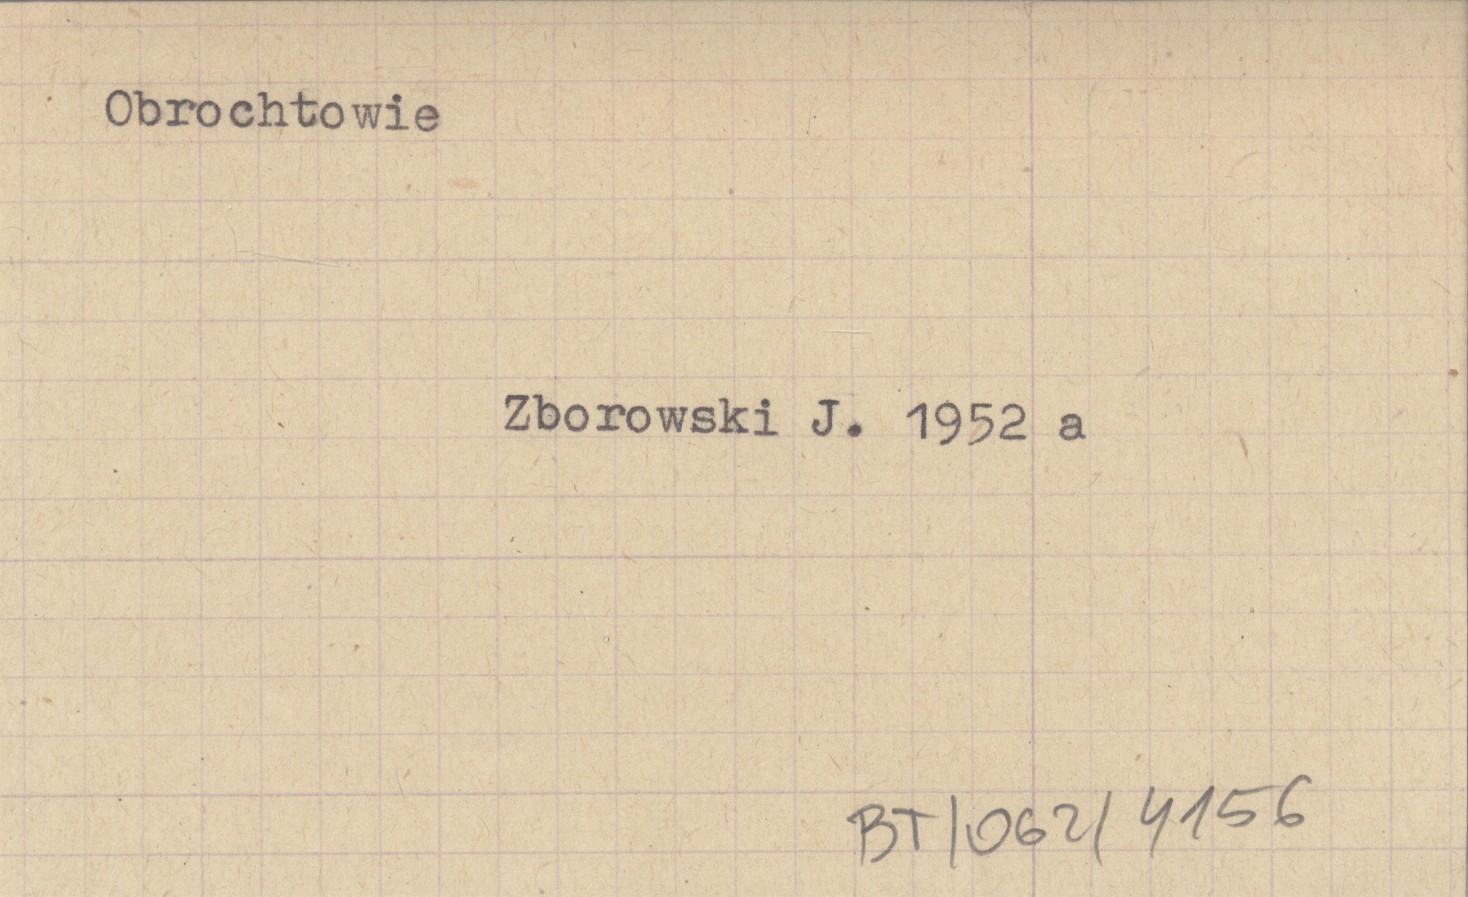 Obrochtowie
Zborowski J. 1952 a
BT/062/4156